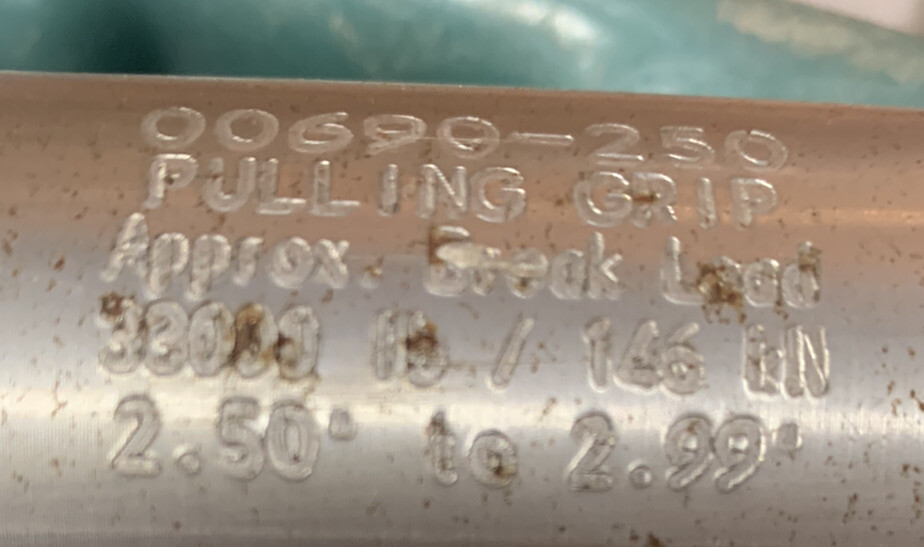 00690-250
PULLING GRIP
Approx. Break Load
33000 lb / 146 kN
2.50" to 2.99"